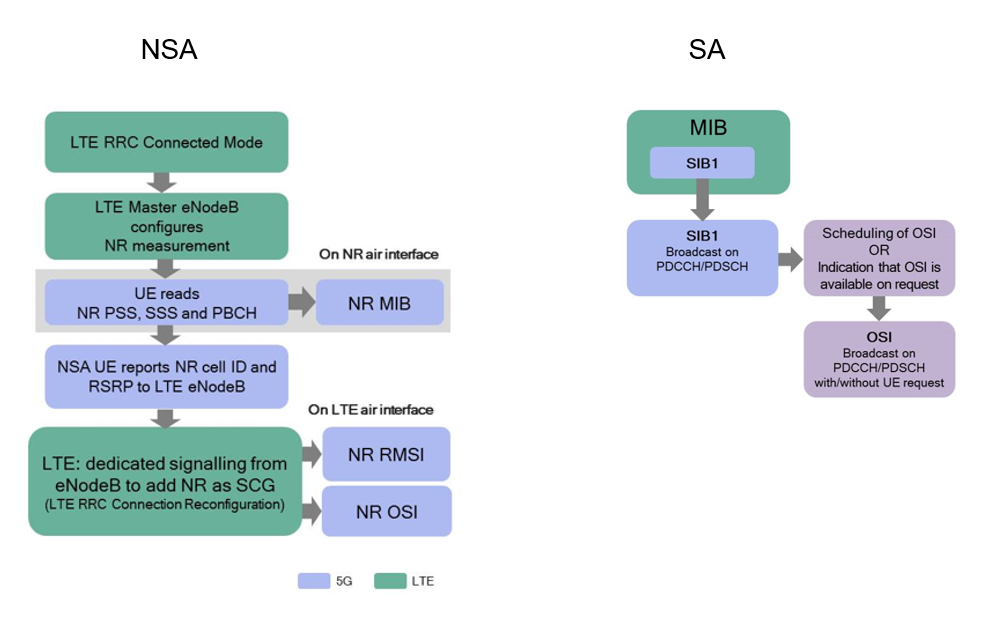 NSA
LTE RRC Connected Mode
LTE Master eNodeB
configures
NR measurement
On NR air interface
UE reads
NR PSS, SSS and PBCH
NR MIB
NSA UE reports NR cell ID and
RSRP to LTE eNodeB
On LTE air interface
LTE: dedicated signalling from
eNodeB to add NR as SCG
(LTE RRC Connection Reconfiguration)
NR RMSI
NR OSI
5G
LTE
SA
MIB
SIB1
SIB1
Broadcast on
PDCCH/PDSCH
Scheduling of OSI
OR
Indication that OSI is
available on request
OSI
Broadcast on
PDCCH/PDSCH
with/without UE request